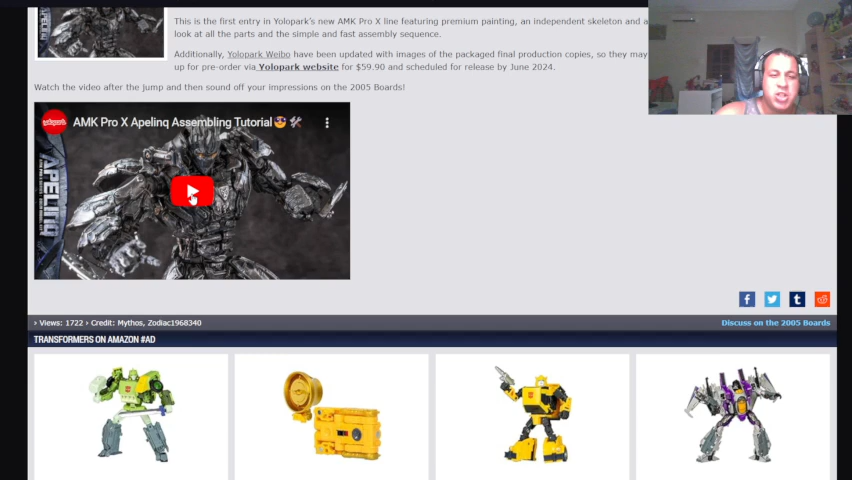 This is the first entry in Yolopark's new AMK Pro X line featuring premium painting, an independent skeleton and a
look at all the parts and the simple and fast assembly sequence.
Additionally, Yolopark Weibo have been updated with images of the packaged final production copies, so they may
up for pre-order via Yolopark website for $59.90 and scheduled for release by June 2024.
Watch the video after the jump and then sound off your impressions on the 2005 Boards!
yolopark
AMK Pro X Apelinq Assembling Tutorial
APELINQ
› Views: 1722 › Credit: Mythos, Zodiac1968340
Discuss on the 2005 Boards
TRANSFORMERS ON AMAZON #AD